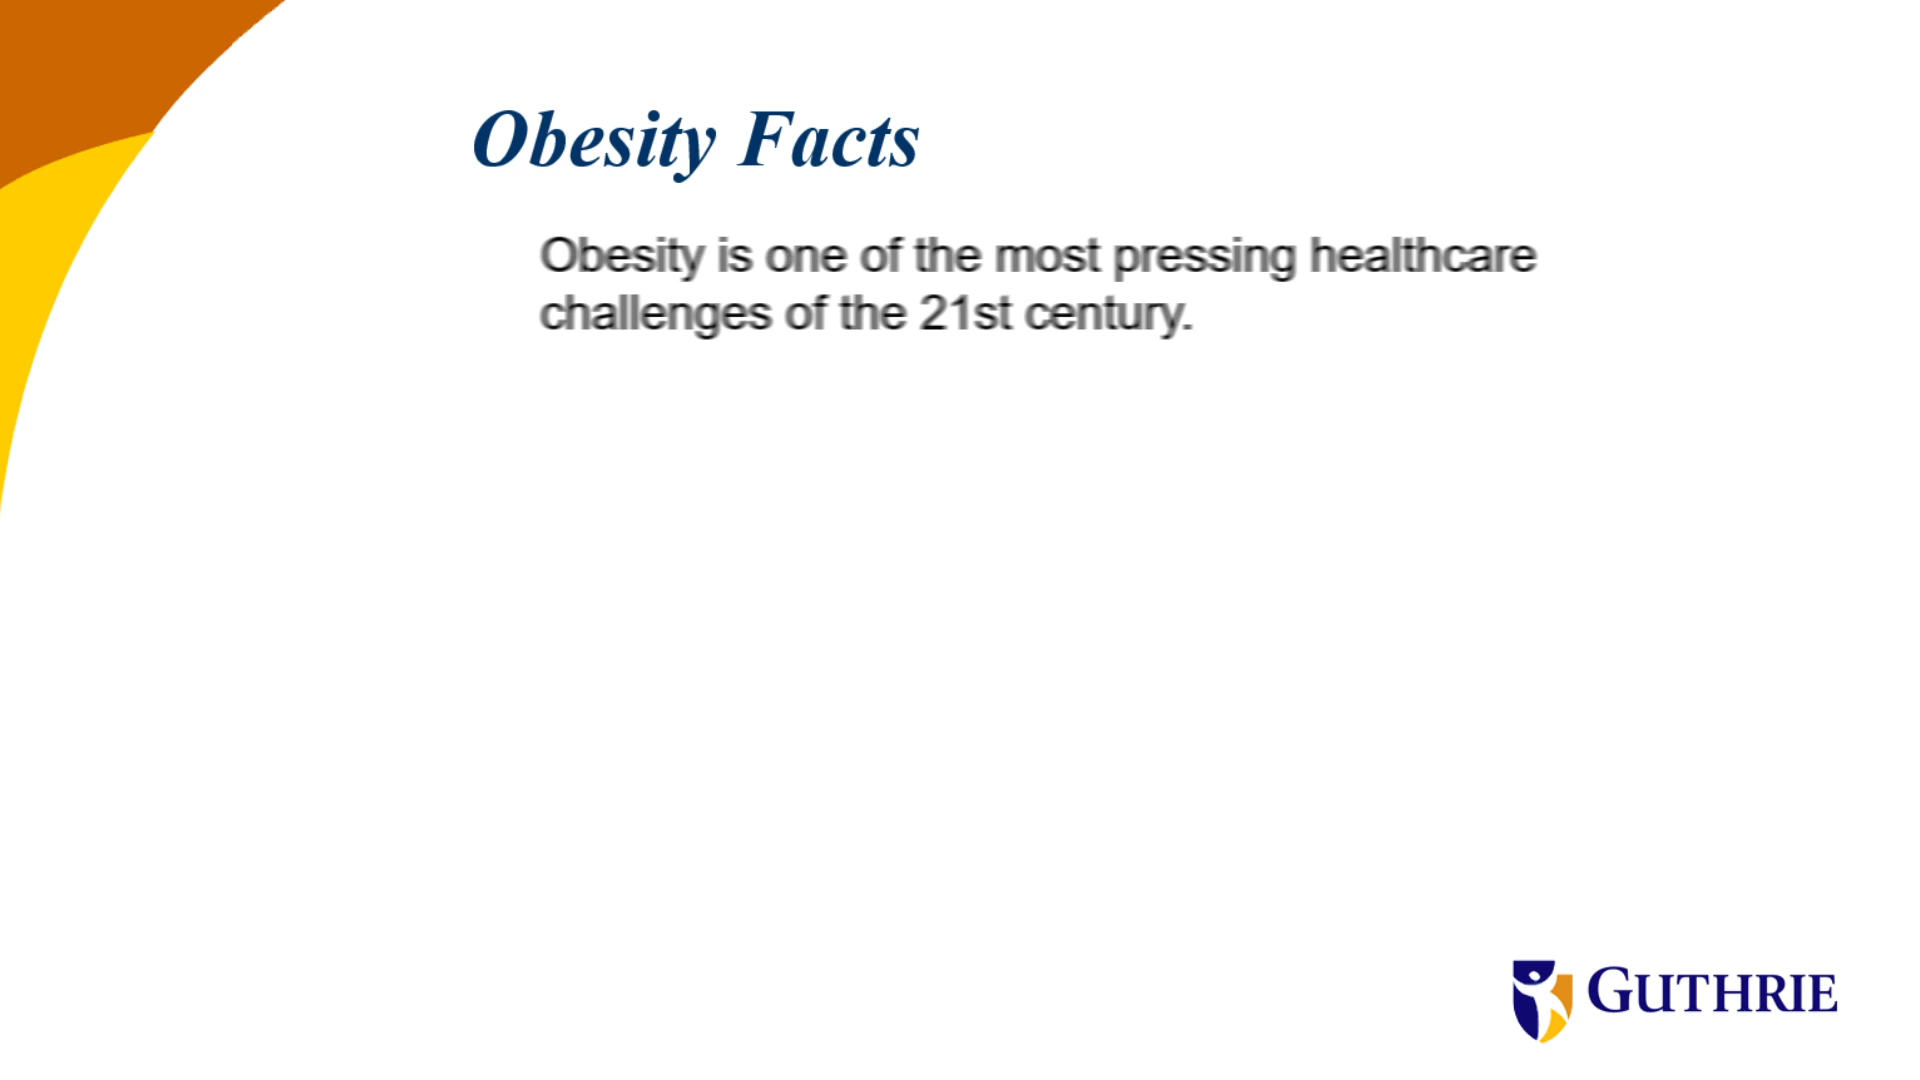 Obesity Facts
Obesity is one of the most pressing healthcare
challenges of the 21st century.
GUTHRIE